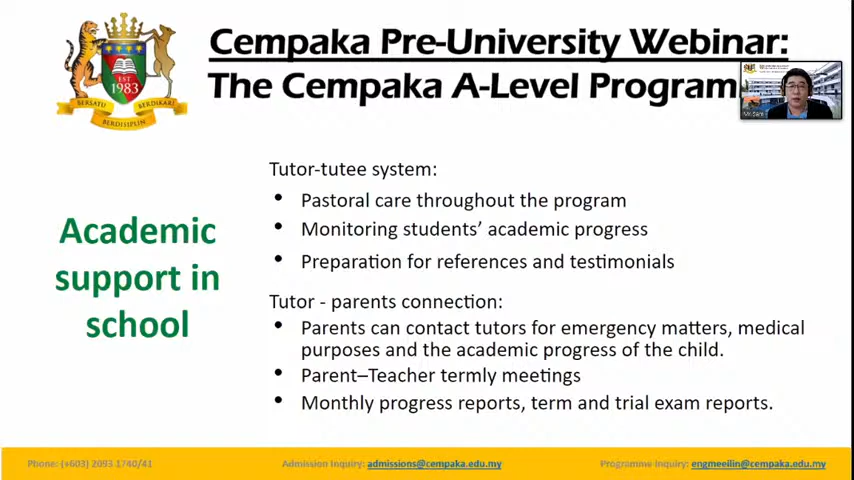 Cempaka Pre-University Webinar:
The Cempaka A-Level Program
EST
1983
BERSATU
BERDIKARI
BERDISIPLIN
Academic
support in
school
Tutor-tutee system:
• Pastoral care throughout the program
• Monitoring students’ academic progress
• Preparation for references and testimonials
Tutor - parents connection:
• Parents can contact tutors for emergency matters, medical
purposes and the academic progress of the child.
• Parent–Teacher termly meetings
• Monthly progress reports, term and trial exam reports.
Phone: (+603) 2093 1740/41
Admission Inquiry: admissions@cempaka.edu.my
Programme Inquiry: engmeeilin@cempaka.edu.my